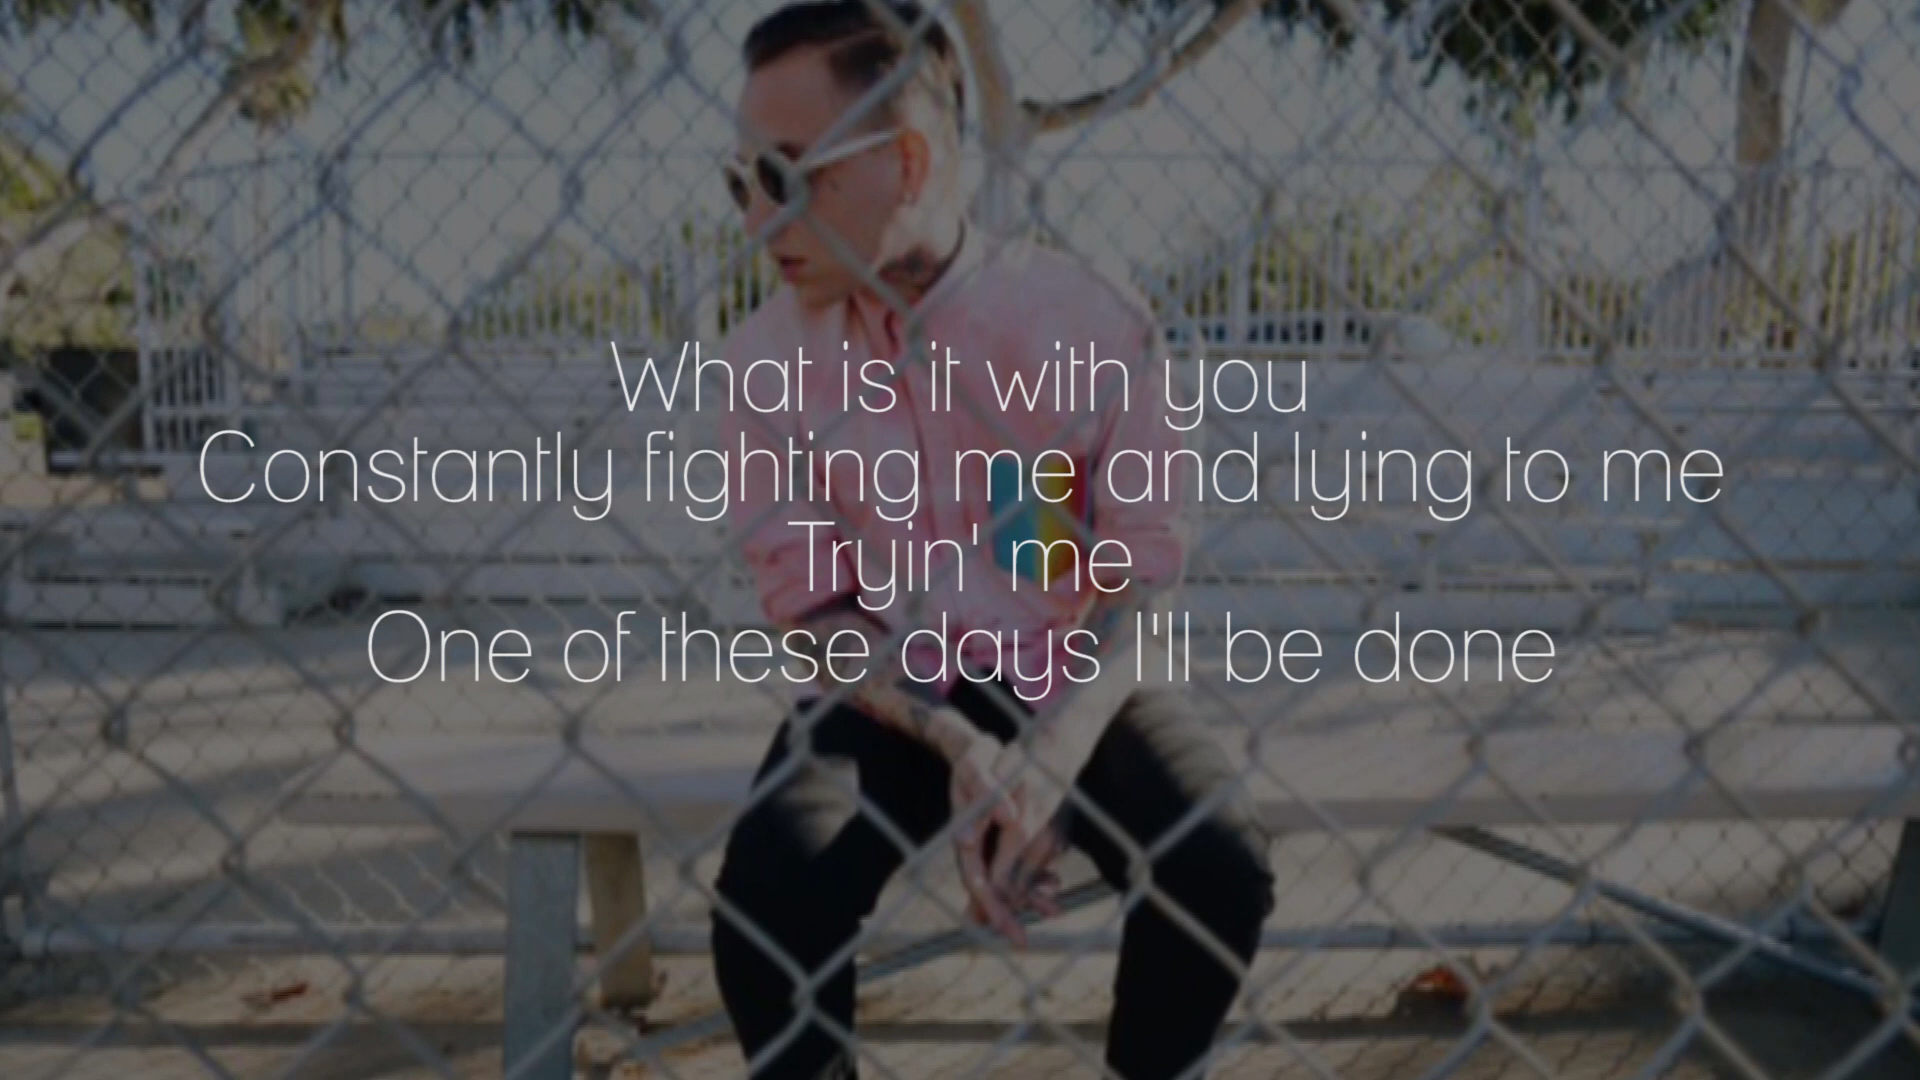 What is it with you
Constantly fighting me and lying to me
Tryin' me
One of these days I'll be done